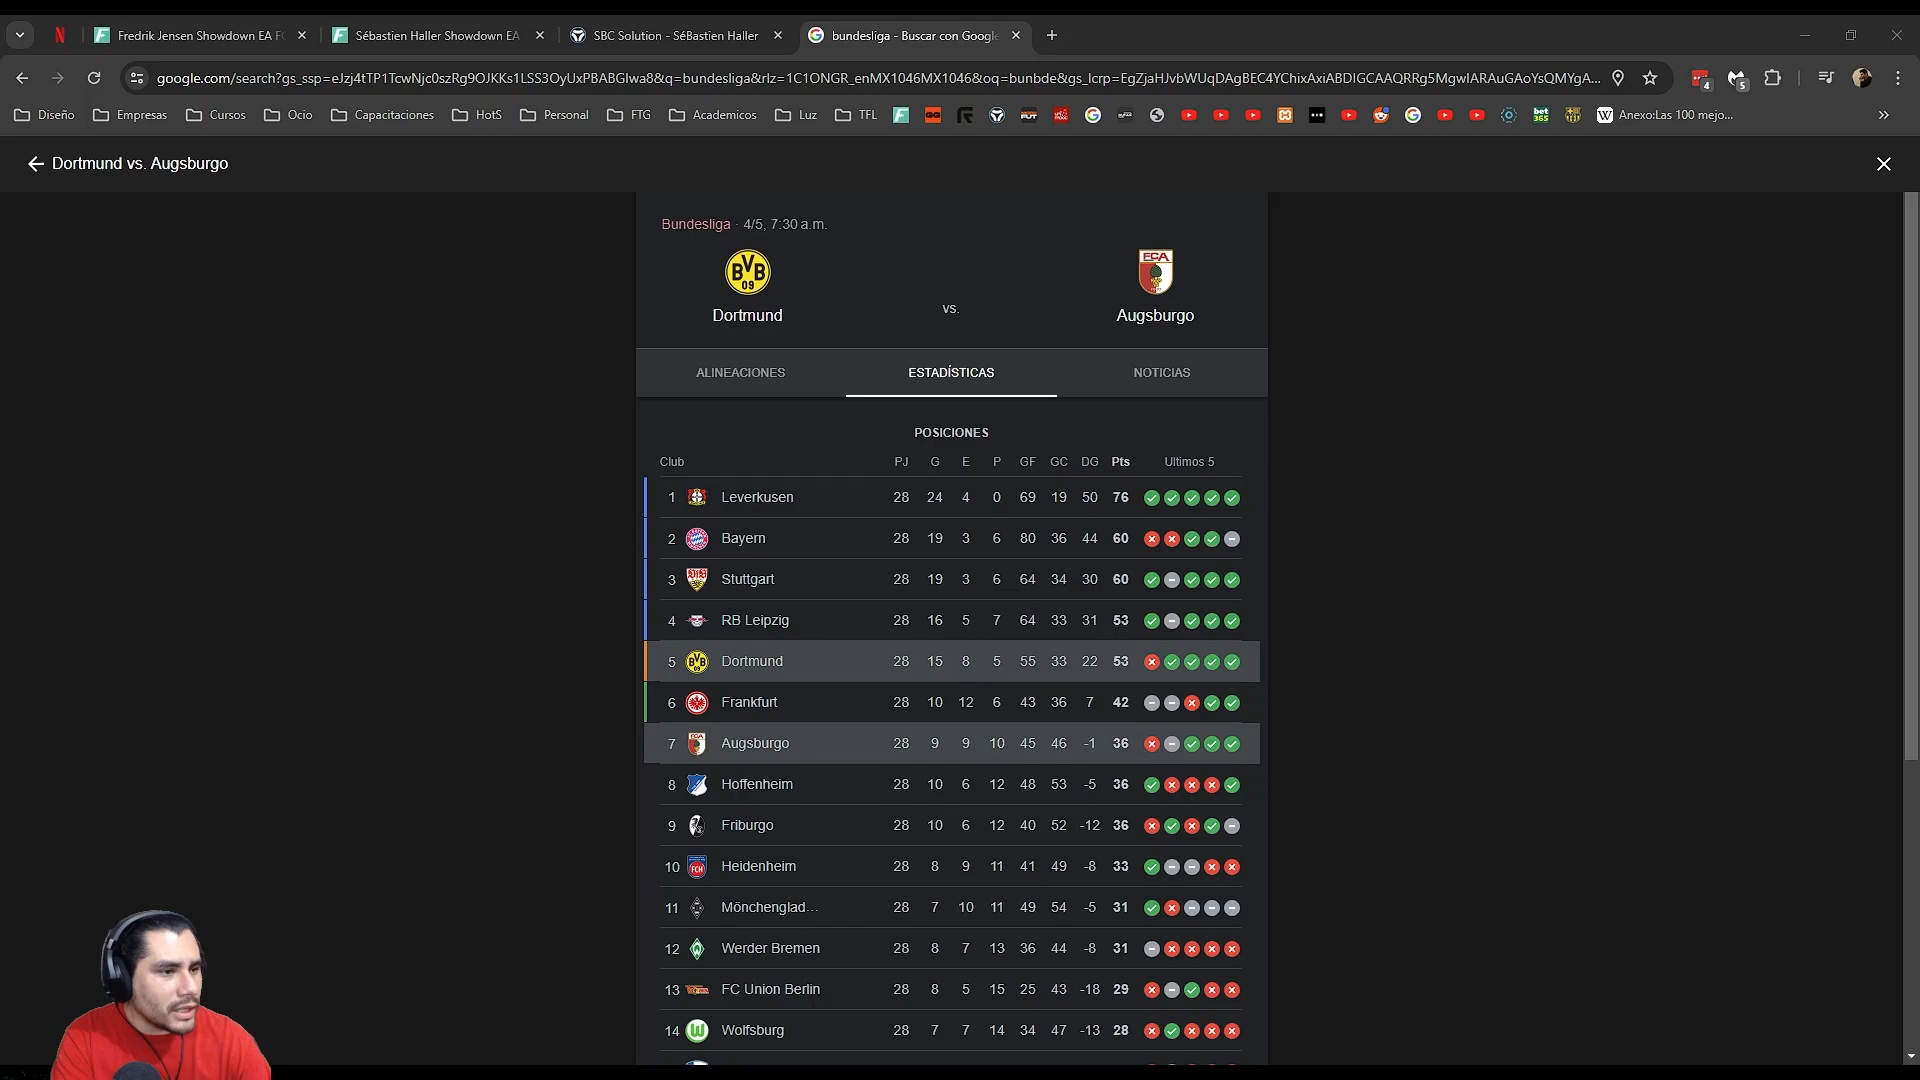 Fredrik Jensen Showdown EA F
Sébastien Haller Showdown EA
SBC Solution - SéBastien Haller
bundesliga - Buscar con Google
google.com/search?gs_ssp=eJzj4tTP1TcwNjc0szRg9OJKKs1LSS3OyUxPBABGlwa8&q=bundesliga&rlz=1C1ONGR_enMX1046MX1046&oq=bunbde&gs_lcrp=EgZjaHJvbWUqDAgBEC4YChixAxiABDIGCAAQRRg5MgwIARAuGAoYsQMYgA...
4
5
Diseño
Empresas
Cursos
Ocio
Capacitaciones
HotS
Personal
FTG
Academicos
Luz
TFL
Anexo:Las 100 mejo...
Dortmund vs. Augsburgo
Bundesliga · 4/5, 7:30 a.m.
BVB 09
FCA
Dortmund
vs.
Augsburgo
ALINEACIONES
ESTADÍSTICAS
NOTICIAS
POSICIONES
Club PJ G E P GF GC DG Pts Ultimos 5
1 Leverkusen 28 24 4 0 69 19 50 76
2 Bayern 28 19 3 6 80 36 44 60
3 Stuttgart 28 19 3 6 64 34 30 60
4 RB Leipzig 28 16 5 7 64 33 31 53
5 Dortmund 28 15 8 5 55 33 22 53
6 Frankfurt 28 10 12 6 43 36 7 42
7 Augsburgo 28 9 9 10 45 46 -1 36
8 Hoffenheim 28 10 6 12 48 53 -5 36
9 Friburgo 28 10 6 12 40 52 -12 36
10 Heidenheim 28 8 9 11 41 49 -8 33
11 Mönchenglad... 28 7 10 11 49 54 -5 31
12 Werder Bremen 28 8 7 13 36 44 -8 31
13 FC Union Berlin 28 8 5 15 25 43 -18 29
14 Wolfsburg 28 7 7 14 34 47 -13 28